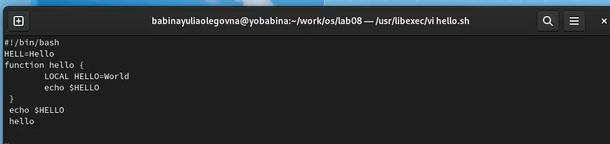 babinayuliaolegovna@yobabina:~/work/os/lab08 — /usr/libexec/vi hello.sh
#!/bin/bash
HELL=Hello
function hello {
        LOCAL HELLO=World
        echo $HELLO
 }
 echo $HELLO
 hello